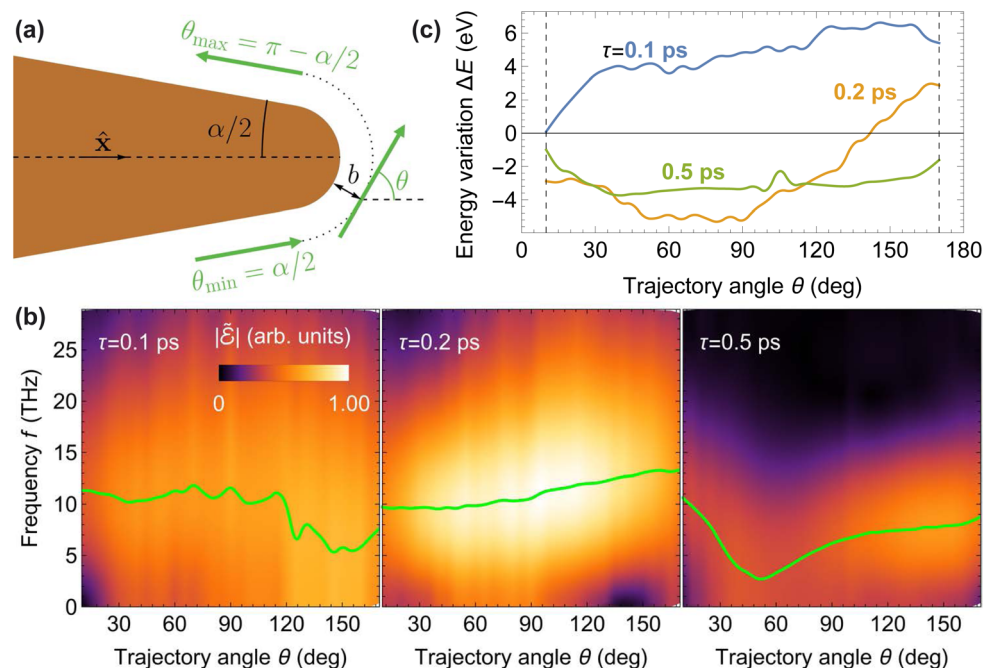 (a)
θmax = π − α/2
α/2
x̂
b
θ
θmin = α/2
(c)
Energy variation ΔE (eV)
6
4
2
0
−2
−4
τ=0.1 ps
0.2 ps
0.5 ps
0 30 60 90 120 150 180
Trajectory angle θ (deg)
(b)
Frequency f (THz)
25
20
15
10
5
0
τ=0.1 ps
|ℰ̃| (arb. units)
0 1.00
τ=0.2 ps
τ=0.5 ps
30 60 90 120 150 30 60 90 120 150 30 60 90 120 150
Trajectory angle θ (deg) Trajectory angle θ (deg) Trajectory angle θ (deg)